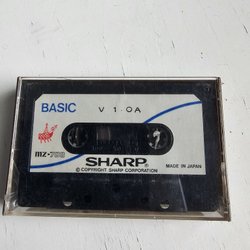 BASIC V 1.0A
MZ-700
SHARP®
MADE IN JAPAN
© COPYRIGHT SHARP CORPORATION